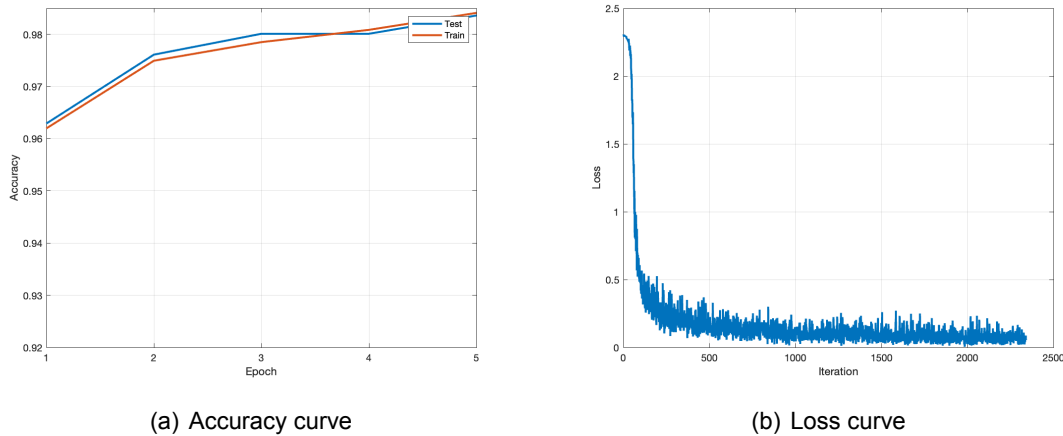 0.98
0.97
0.96
0.95
0.94
0.93
0.92
Accuracy
1 2 3 4 5
Epoch
Test
Train
(a) Accuracy curve
2.5
2
1.5
1
0.5
0
Loss
0 500 1000 1500 2000 2500
Iteration
(b) Loss curve